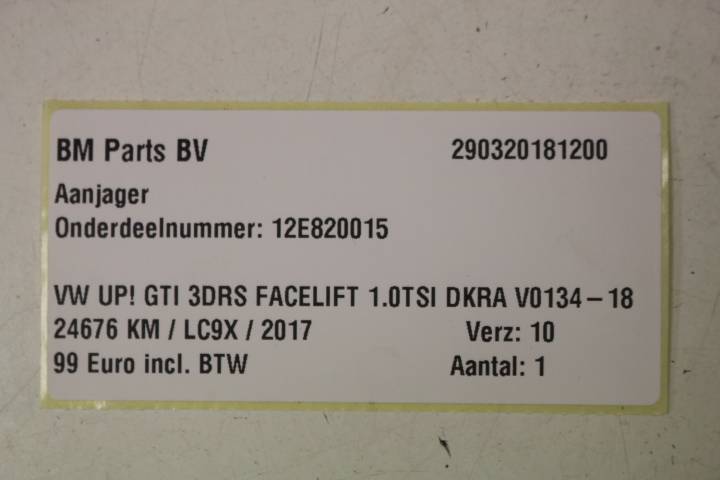 BM Parts BV 290320181200
Aanjager
Onderdeelnummer: 12E820015
VW UP! GTI 3DRS FACELIFT 1.0TSI DKRA V0134-18
24676 KM / LC9X / 2017 Verz: 10
99 Euro incl. BTW Aantal: 1